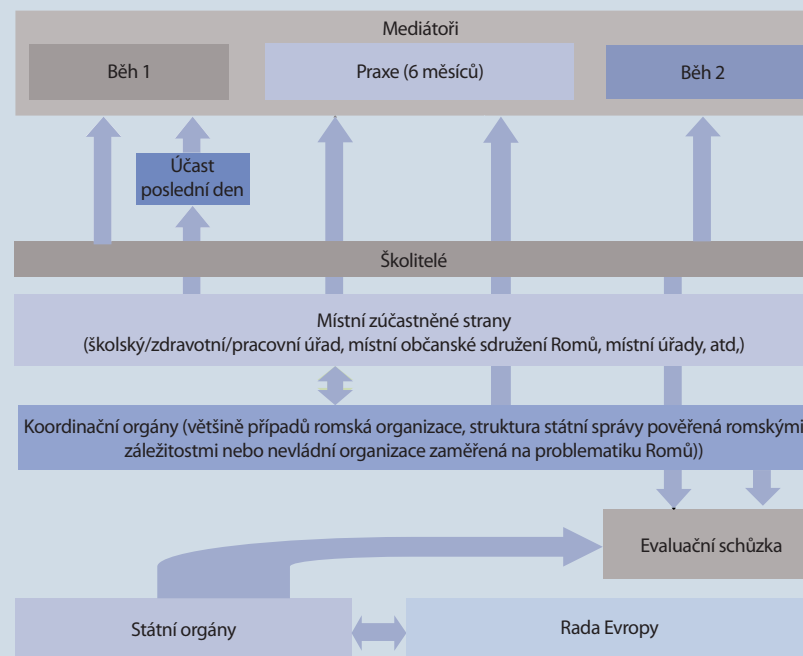 Mediátoři
Běh 1
Praxe (6 měsíců)
Běh 2
Účast
poslední den
Školitelé
Místní zúčastněné strany
(školský/zdravotní/pracovní úřad, místní občanské sdružení Romů, místní úřady, atd,)
Koordinační orgány (většině případů romská organizace, struktura státní správy pověřená romskými
záležitostmi nebo nevládní organizace zaměřená na problematiku Romů))
Evaluační schůzka
Státní orgány
Rada Evropy